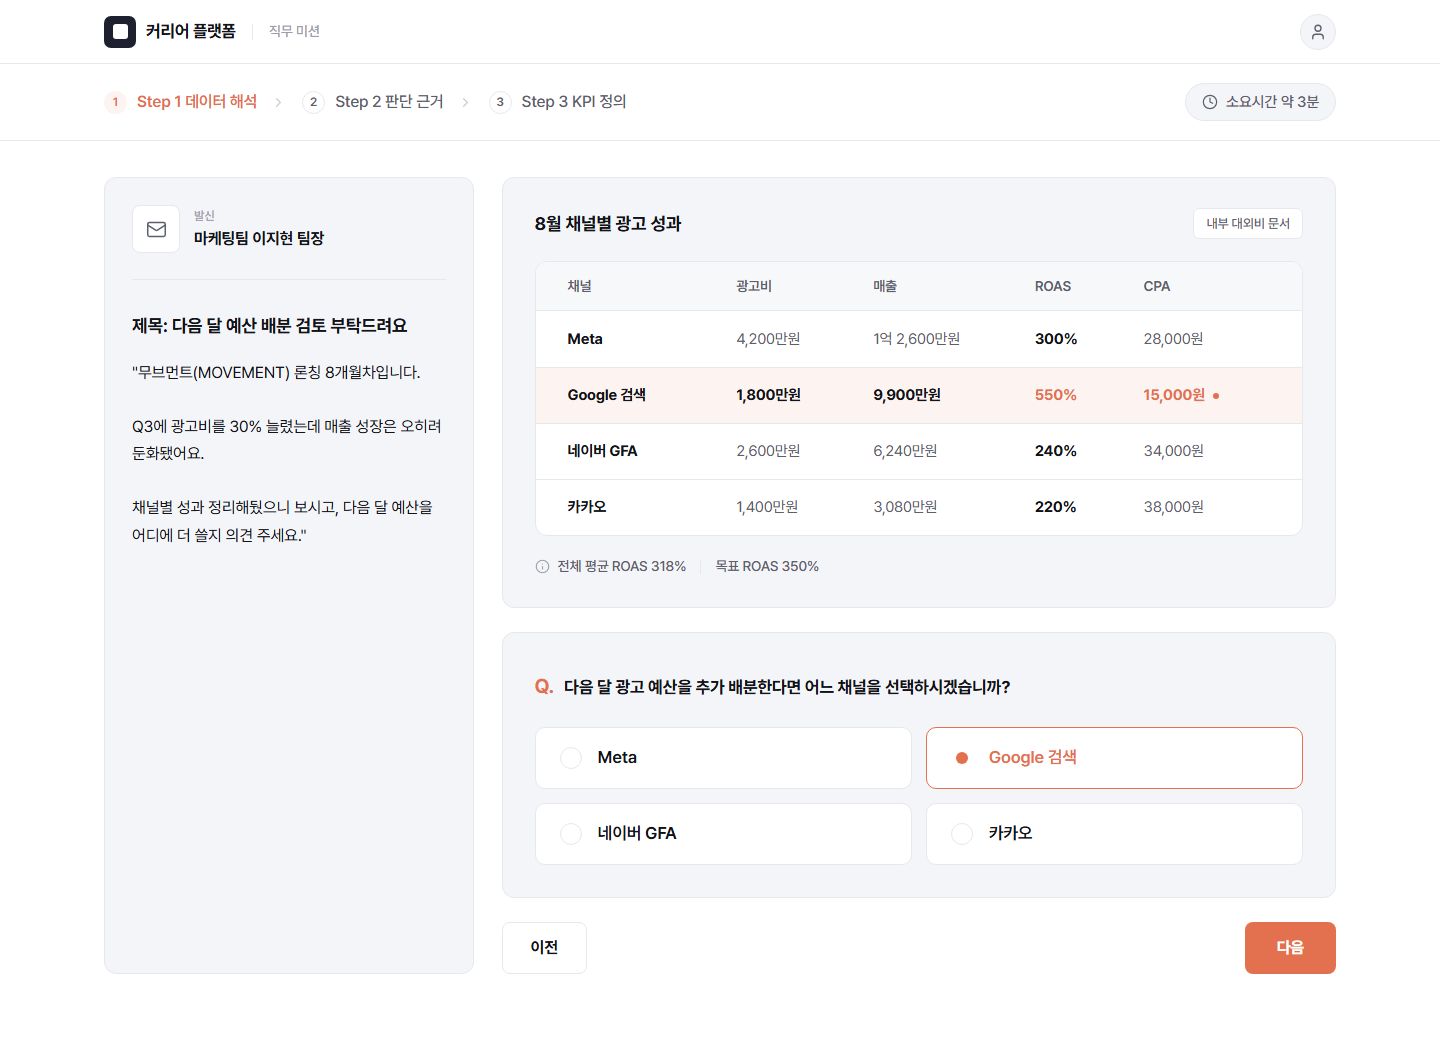 커리어 플랫폼
직무 미션
1 Step 1 데이터 해석
2 Step 2 판단 근거
3 Step 3 KPI 정의
소요시간 약 3분
발신
마케팅팀 이지현 팀장
제목: 다음 달 예산 배분 검토 부탁드려요
"무브먼트(MOVEMENT) 론칭 8개월차입니다.
Q3에 광고비를 30% 늘렸는데 매출 성장은 오히려
둔화됐어요.
채널별 성과 정리해뒀으니 보시고, 다음 달 예산을
어디에 더 쓸지 의견 주세요."
8월 채널별 광고 성과
내부 대외비 문서
채널 광고비 매출 ROAS CPA
Meta 4,200만원 1억 2,600만원 300% 28,000원
Google 검색 1,800만원 9,900만원 550% 15,000원
네이버 GFA 2,600만원 6,240만원 240% 34,000원
카카오 1,400만원 3,080만원 220% 38,000원
전체 평균 ROAS 318% 목표 ROAS 350%
Q. 다음 달 광고 예산을 추가 배분한다면 어느 채널을 선택하시겠습니까?
Meta
Google 검색
네이버 GFA
카카오
이전
다음